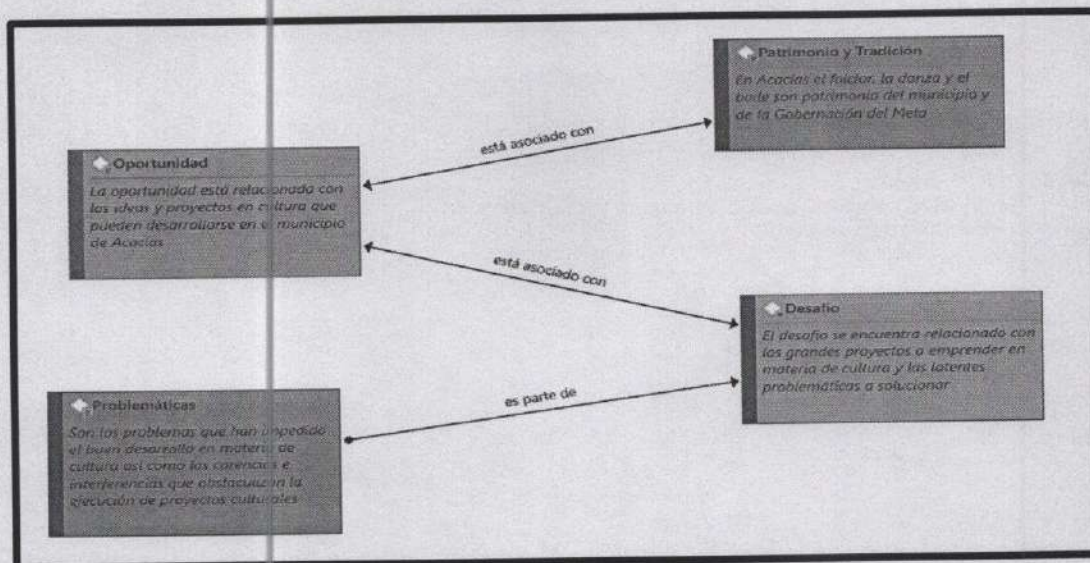 Patrimonio y Tradición
En Acacías el folclor, la danza y el
baile son patrimonio del municipio y
de la Gobernación del Meta
está asociado con
Oportunidad
La oportunidad está relacionada con
las ideas y proyectos en cultura que
pueden desarrollarse en el municipio
de Acacías
está asociado con
Desafío
El desafío se encuentra relacionado con
los grandes proyectos a emprender en
materia de cultura y las latentes
problemáticas a solucionar
es parte de
Problemáticas
Son los problemas que han impedido
el buen desarrollo en materia de
cultura así como las carencias e
interferencias que obstaculizan la
ejecución de proyectos culturales